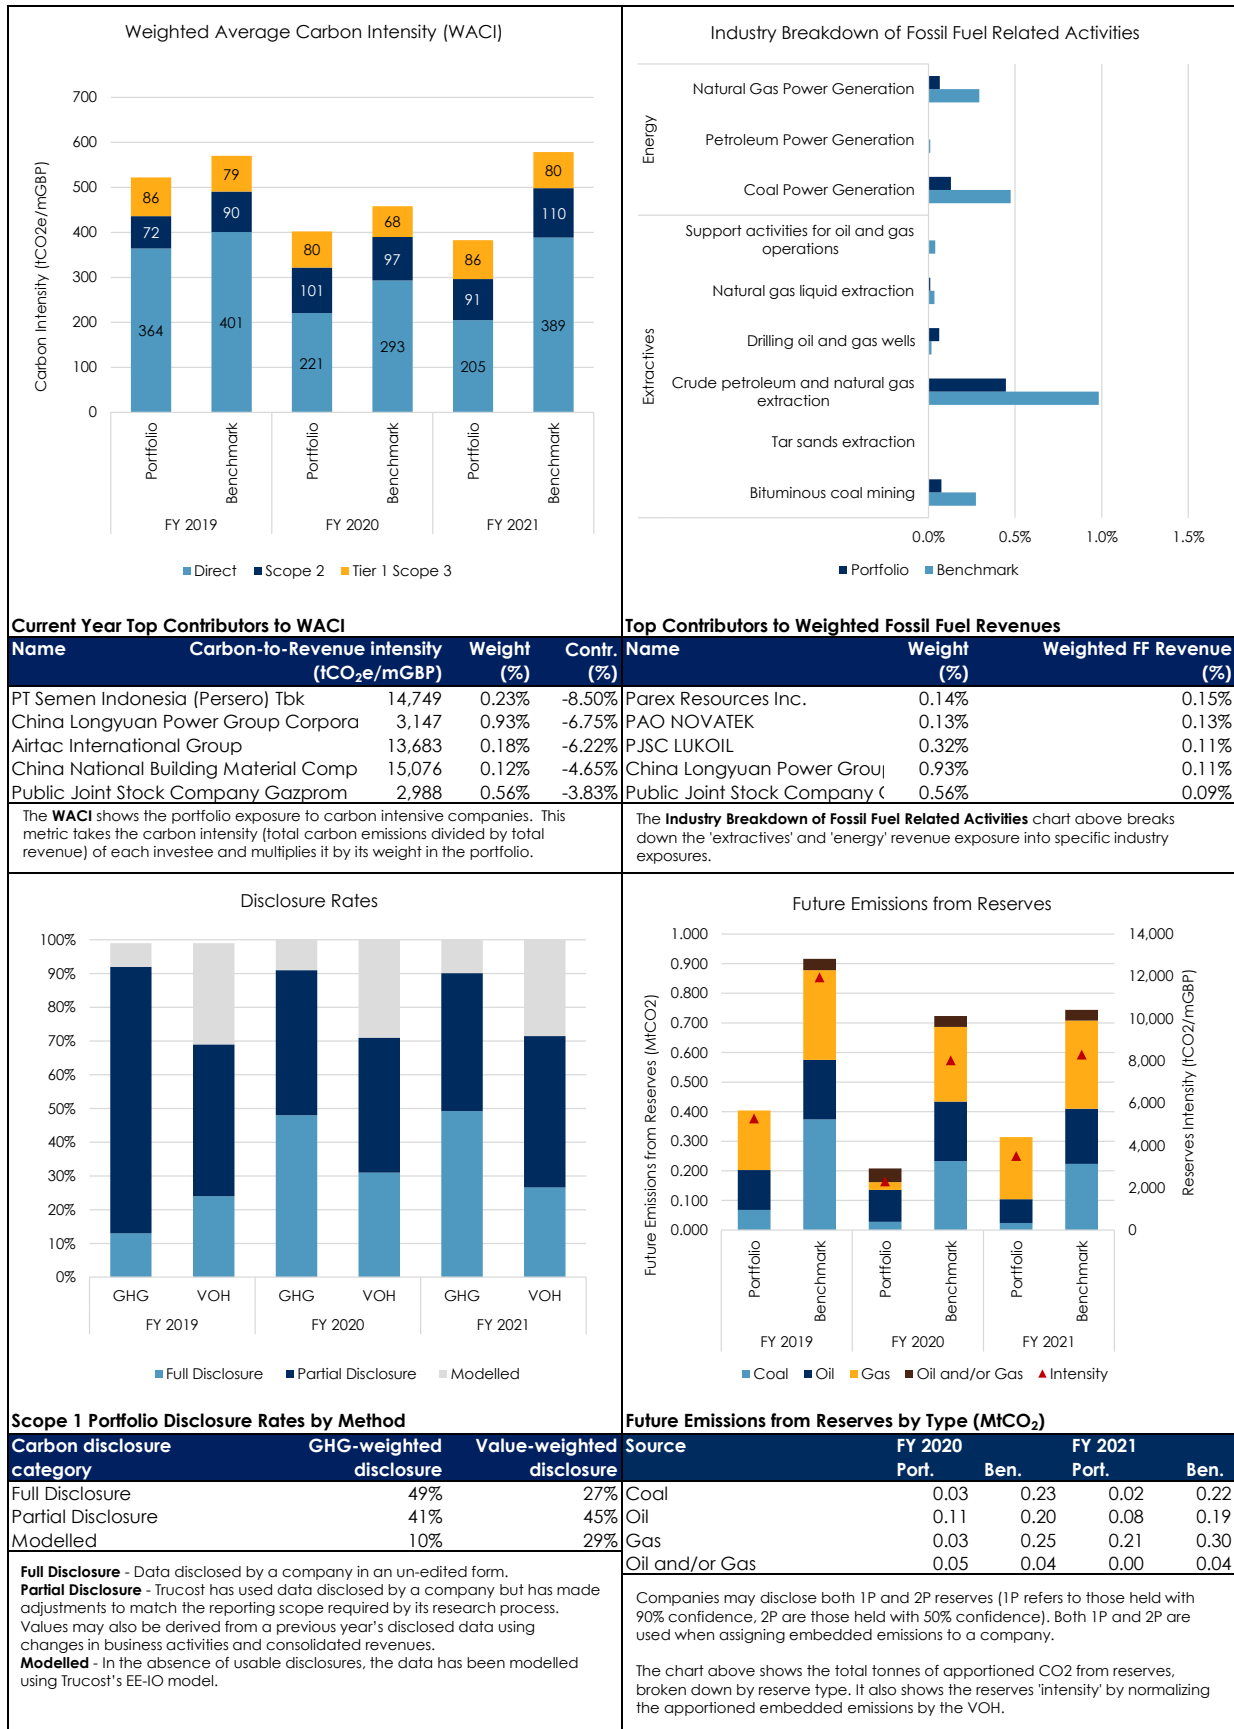 Weighted Average Carbon Intensity (WACI)
Carbon Intensity (tCO2e/mGBP)
700
600
500
400
300
200
100
0
86
72
364
79
90
401
80
101
221
68
97
293
86
91
205
80
110
389
Portfolio
Benchmark
Portfolio
Benchmark
Portfolio
Benchmark
FY 2019
FY 2020
FY 2021
Direct
Scope 2
Tier 1 Scope 3
Industry Breakdown of Fossil Fuel Related Activities
Energy
Natural Gas Power Generation
Petroleum Power Generation
Coal Power Generation
Extractives
Support activities for oil and gas
operations
Natural gas liquid extraction
Drilling oil and gas wells
Crude petroleum and natural gas
extraction
Tar sands extraction
Bituminous coal mining
0.0%
0.5%
1.0%
1.5%
Portfolio
Benchmark
Current Year Top Contributors to WACI
Name Carbon-to-Revenue intensity Weight Contr.
(tCO2e/mGBP) (%) (%)
PT Semen Indonesia (Persero) Tbk 14,749 0.23% -8.50%
China Longyuan Power Group Corpora 3,147 0.93% -6.75%
Airtac International Group 13,683 0.18% -6.22%
China National Building Material Comp 15,076 0.12% -4.65%
Public Joint Stock Company Gazprom 2,988 0.56% -3.83%
The WACI shows the portfolio exposure to carbon intensive companies. This
metric takes the carbon intensity (total carbon emissions divided by total
revenue) of each investee and multiplies it by its weight in the portfolio.
Top Contributors to Weighted Fossil Fuel Revenues
Name Weight Weighted FF Revenue
(%) (%)
Parex Resources Inc. 0.14% 0.15%
PAO NOVATEK 0.13% 0.13%
PJSC LUKOIL 0.32% 0.11%
China Longyuan Power Grou 0.93% 0.11%
Public Joint Stock Company 0.56% 0.09%
The Industry Breakdown of Fossil Fuel Related Activities chart above breaks
down the 'extractives' and 'energy' revenue exposure into specific industry
exposures.
Disclosure Rates
100%
90%
80%
70%
60%
50%
40%
30%
20%
10%
0%
GHG
VOH
GHG
VOH
GHG
VOH
FY 2019
FY 2020
FY 2021
Full Disclosure
Partial Disclosure
Modelled
Future Emissions from Reserves
Future Emissions from Reserves (MtCO2)
1.000
0.900
0.800
0.700
0.600
0.500
0.400
0.300
0.200
0.100
0.000
14,000
12,000
10,000
8,000
6,000
4,000
2,000
0
Reserves Intensity (tCO2/mGBP)
Portfolio
Benchmark
Portfolio
Benchmark
Portfolio
Benchmark
FY 2019
FY 2020
FY 2021
Coal
Oil
Gas
Oil and/or Gas
Intensity
Scope 1 Portfolio Disclosure Rates by Method
Carbon disclosure GHG-weighted Value-weighted
category disclosure disclosure
Full Disclosure 49% 27%
Partial Disclosure 41% 45%
Modelled 10% 29%
Full Disclosure - Data disclosed by a company in an un-edited form.
Partial Disclosure - Trucost has used data disclosed by a company but has made
adjustments to match the reporting scope required by its research process.
Values may also be derived from a previous year's disclosed data using
changes in business activities and consolidated revenues.
Modelled - In the absence of usable disclosures, the data has been modelled
using Trucost's EE-IO model.
Future Emissions from Reserves by Type (MtCO2)
Source FY 2020 FY 2021
Port. Ben. Port. Ben.
Coal 0.03 0.23 0.02 0.22
Oil 0.11 0.20 0.08 0.19
Gas 0.03 0.25 0.21 0.30
Oil and/or Gas 0.05 0.04 0.00 0.04
Companies may disclose both 1P and 2P reserves (1P refers to those held with
90% confidence, 2P are those held with 50% confidence). Both 1P and 2P are
used when assigning embedded emissions to a company.
The chart above shows the total tonnes of apportioned CO2 from reserves,
broken down by reserve type. It also shows the reserves 'intensity' by normalizing
the apportioned embedded emissions by the VOH.